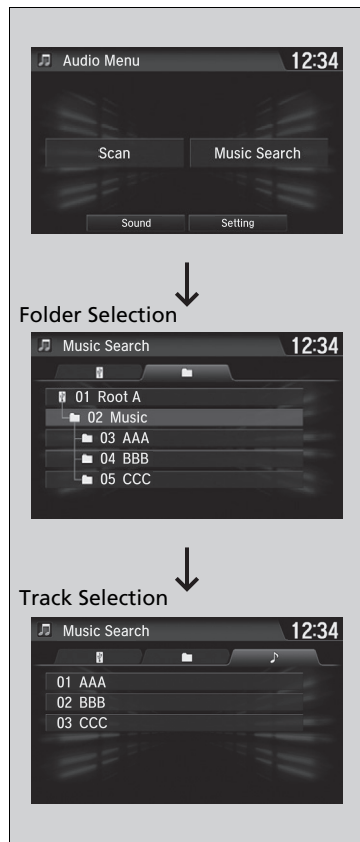 Audio Menu 12:34
Scan Music Search
Sound Setting
Folder Selection
Music Search 12:34
01 Root A
02 Music
03 AAA
04 BBB
05 CCC
Track Selection
Music Search 12:34
01 AAA
02 BBB
03 CCC